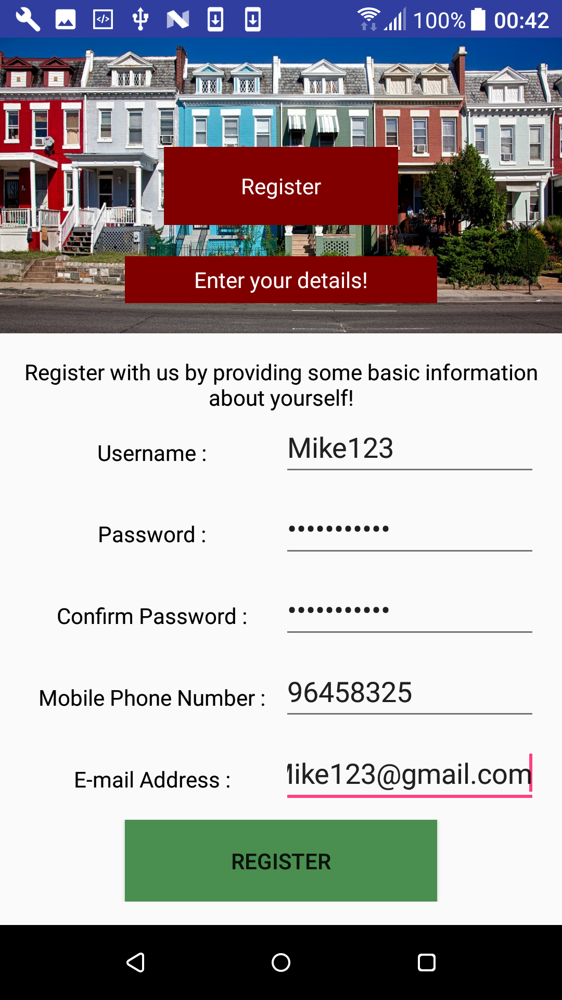 100% 00:42
Register
Enter your details!
Register with us by providing some basic information
about yourself!
Username : Mike123
Password : •••••••••••
Confirm Password : •••••••••••
Mobile Phone Number : 96458325
E-mail Address : Mike123@gmail.com
REGISTER